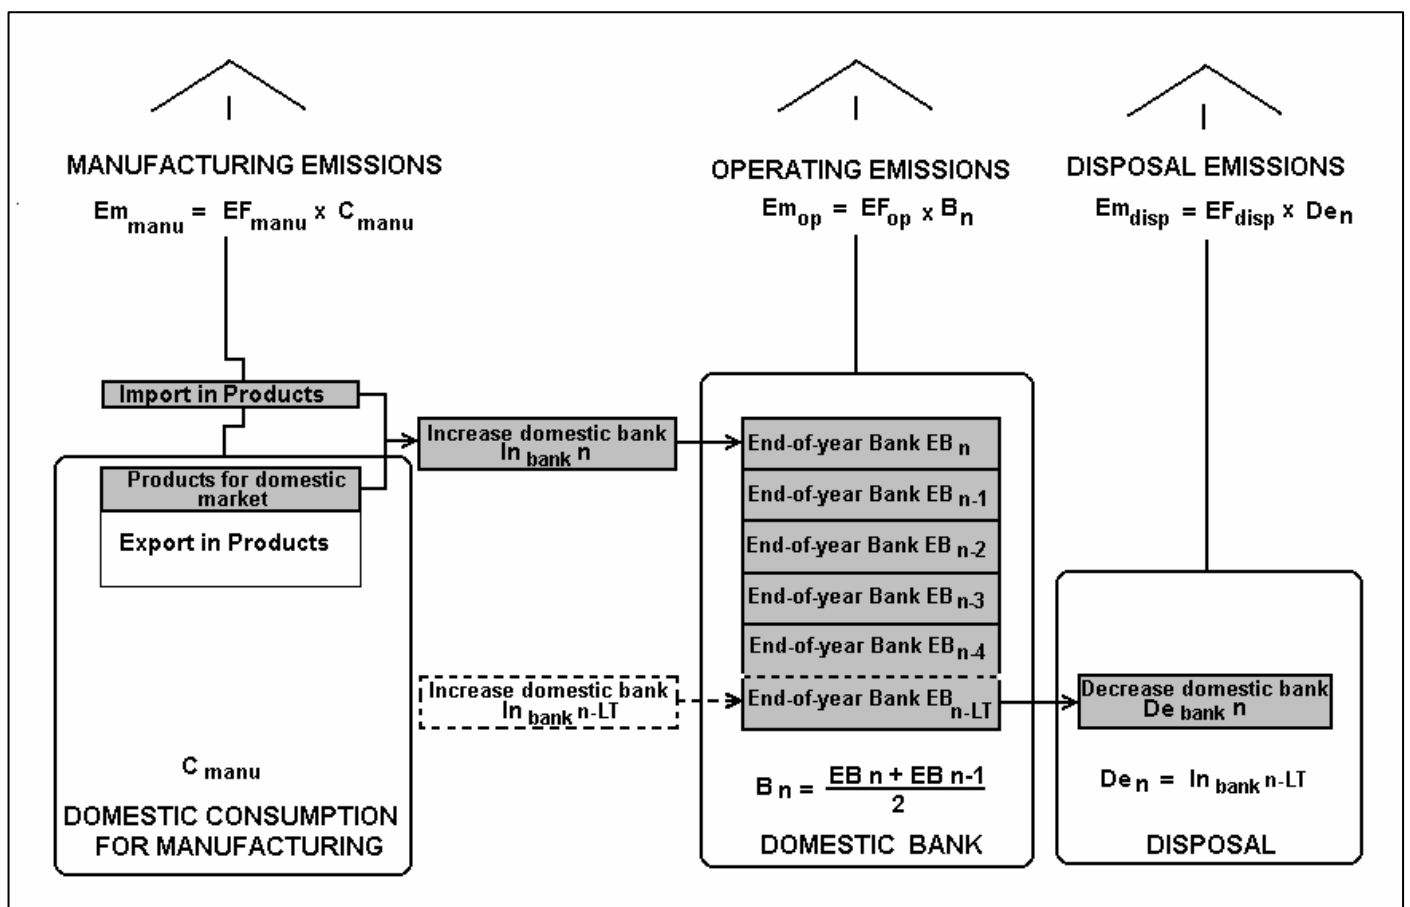 MANUFACTURING EMISSIONS
Em manu = EF manu x C manu
OPERATING EMISSIONS
Em op = EF op x B n
DISPOSAL EMISSIONS
Em disp = EF disp x De n
Import in Products
Products for domestic
market
Export in Products
C manu
DOMESTIC CONSUMPTION
FOR MANUFACTURING
Increase domestic bank
In bank n
Increase domestic bank
In bank n-LT
End-of-year Bank EB n
End-of-year Bank EB n-1
End-of-year Bank EB n-2
End-of-year Bank EB n-3
End-of-year Bank EB n-4
End-of-year Bank EB n-LT
B n = EB n + EB n-1
2
DOMESTIC BANK
Decrease domestic bank
De bank n
De n = In bank n-LT
DISPOSAL